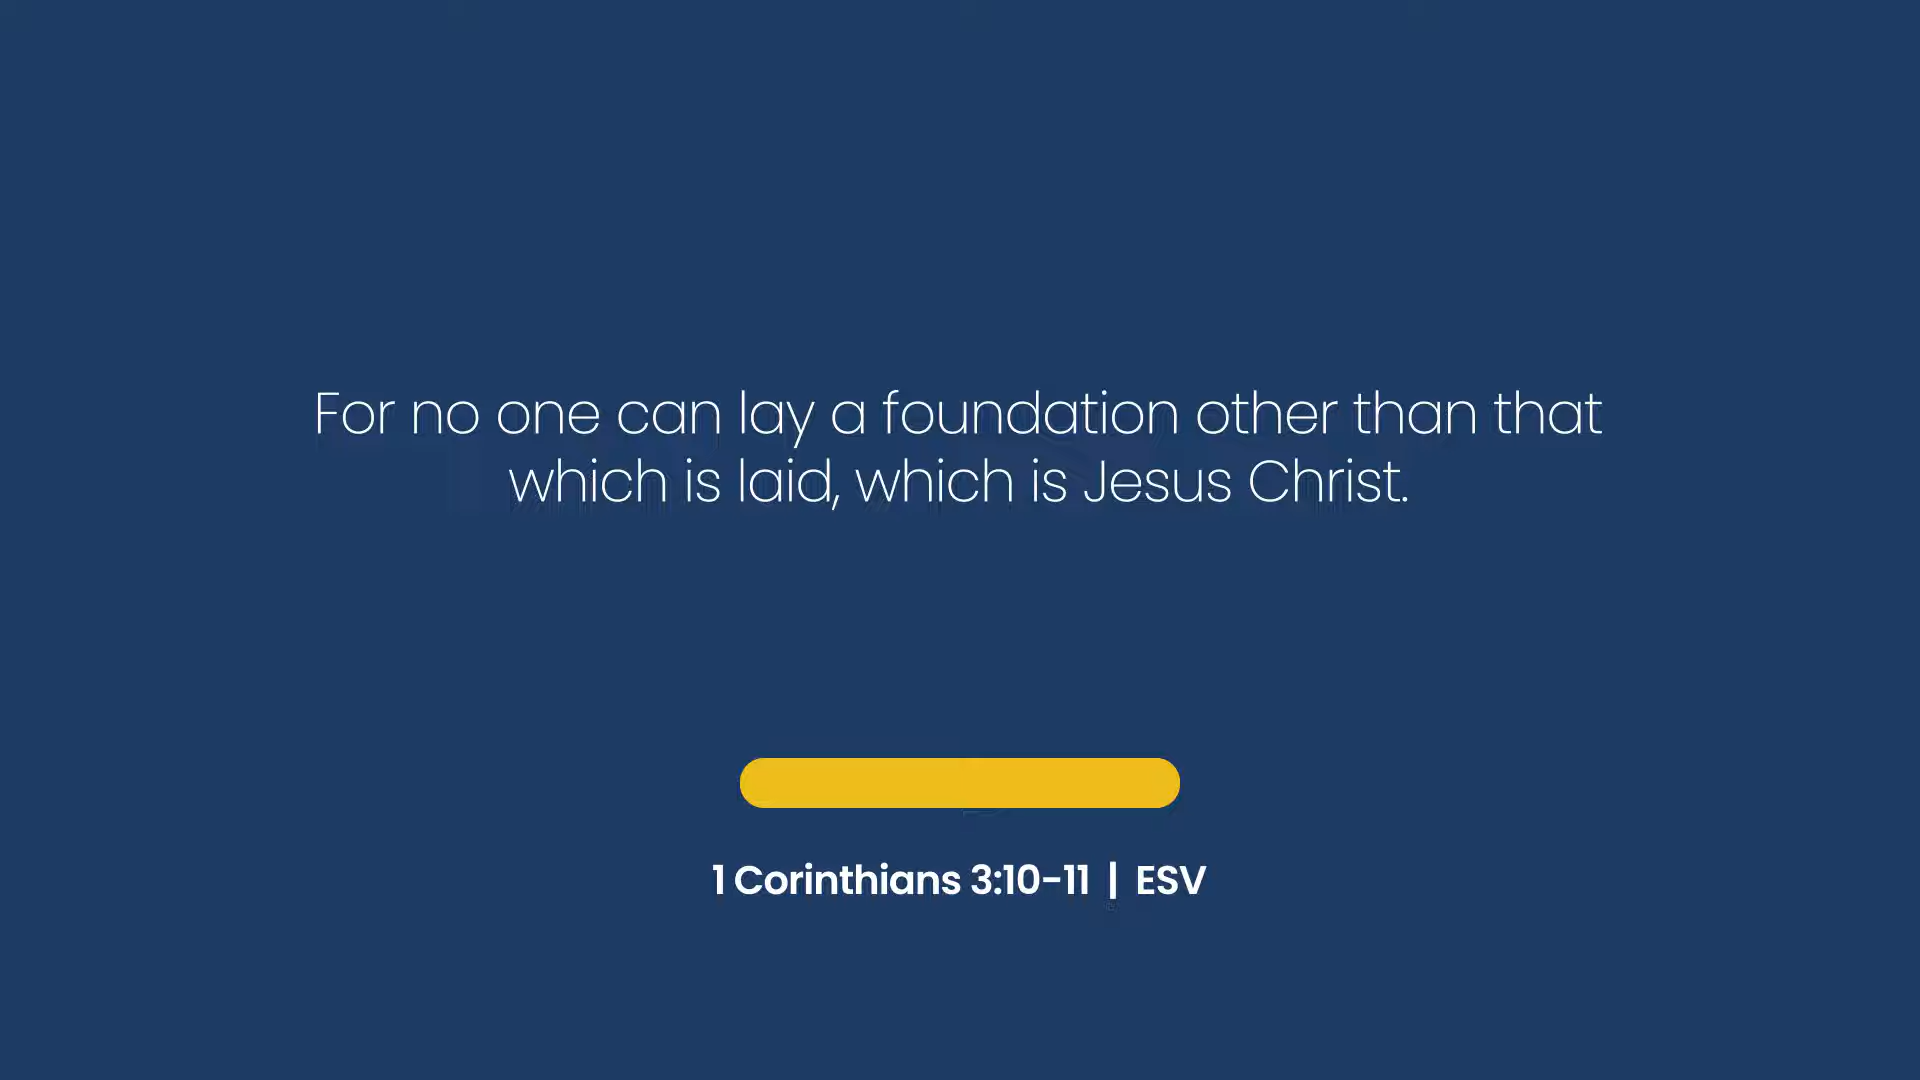 For no one can lay a foundation other than that
which is laid, which is Jesus Christ.
1 Corinthians 3:10-11 | ESV